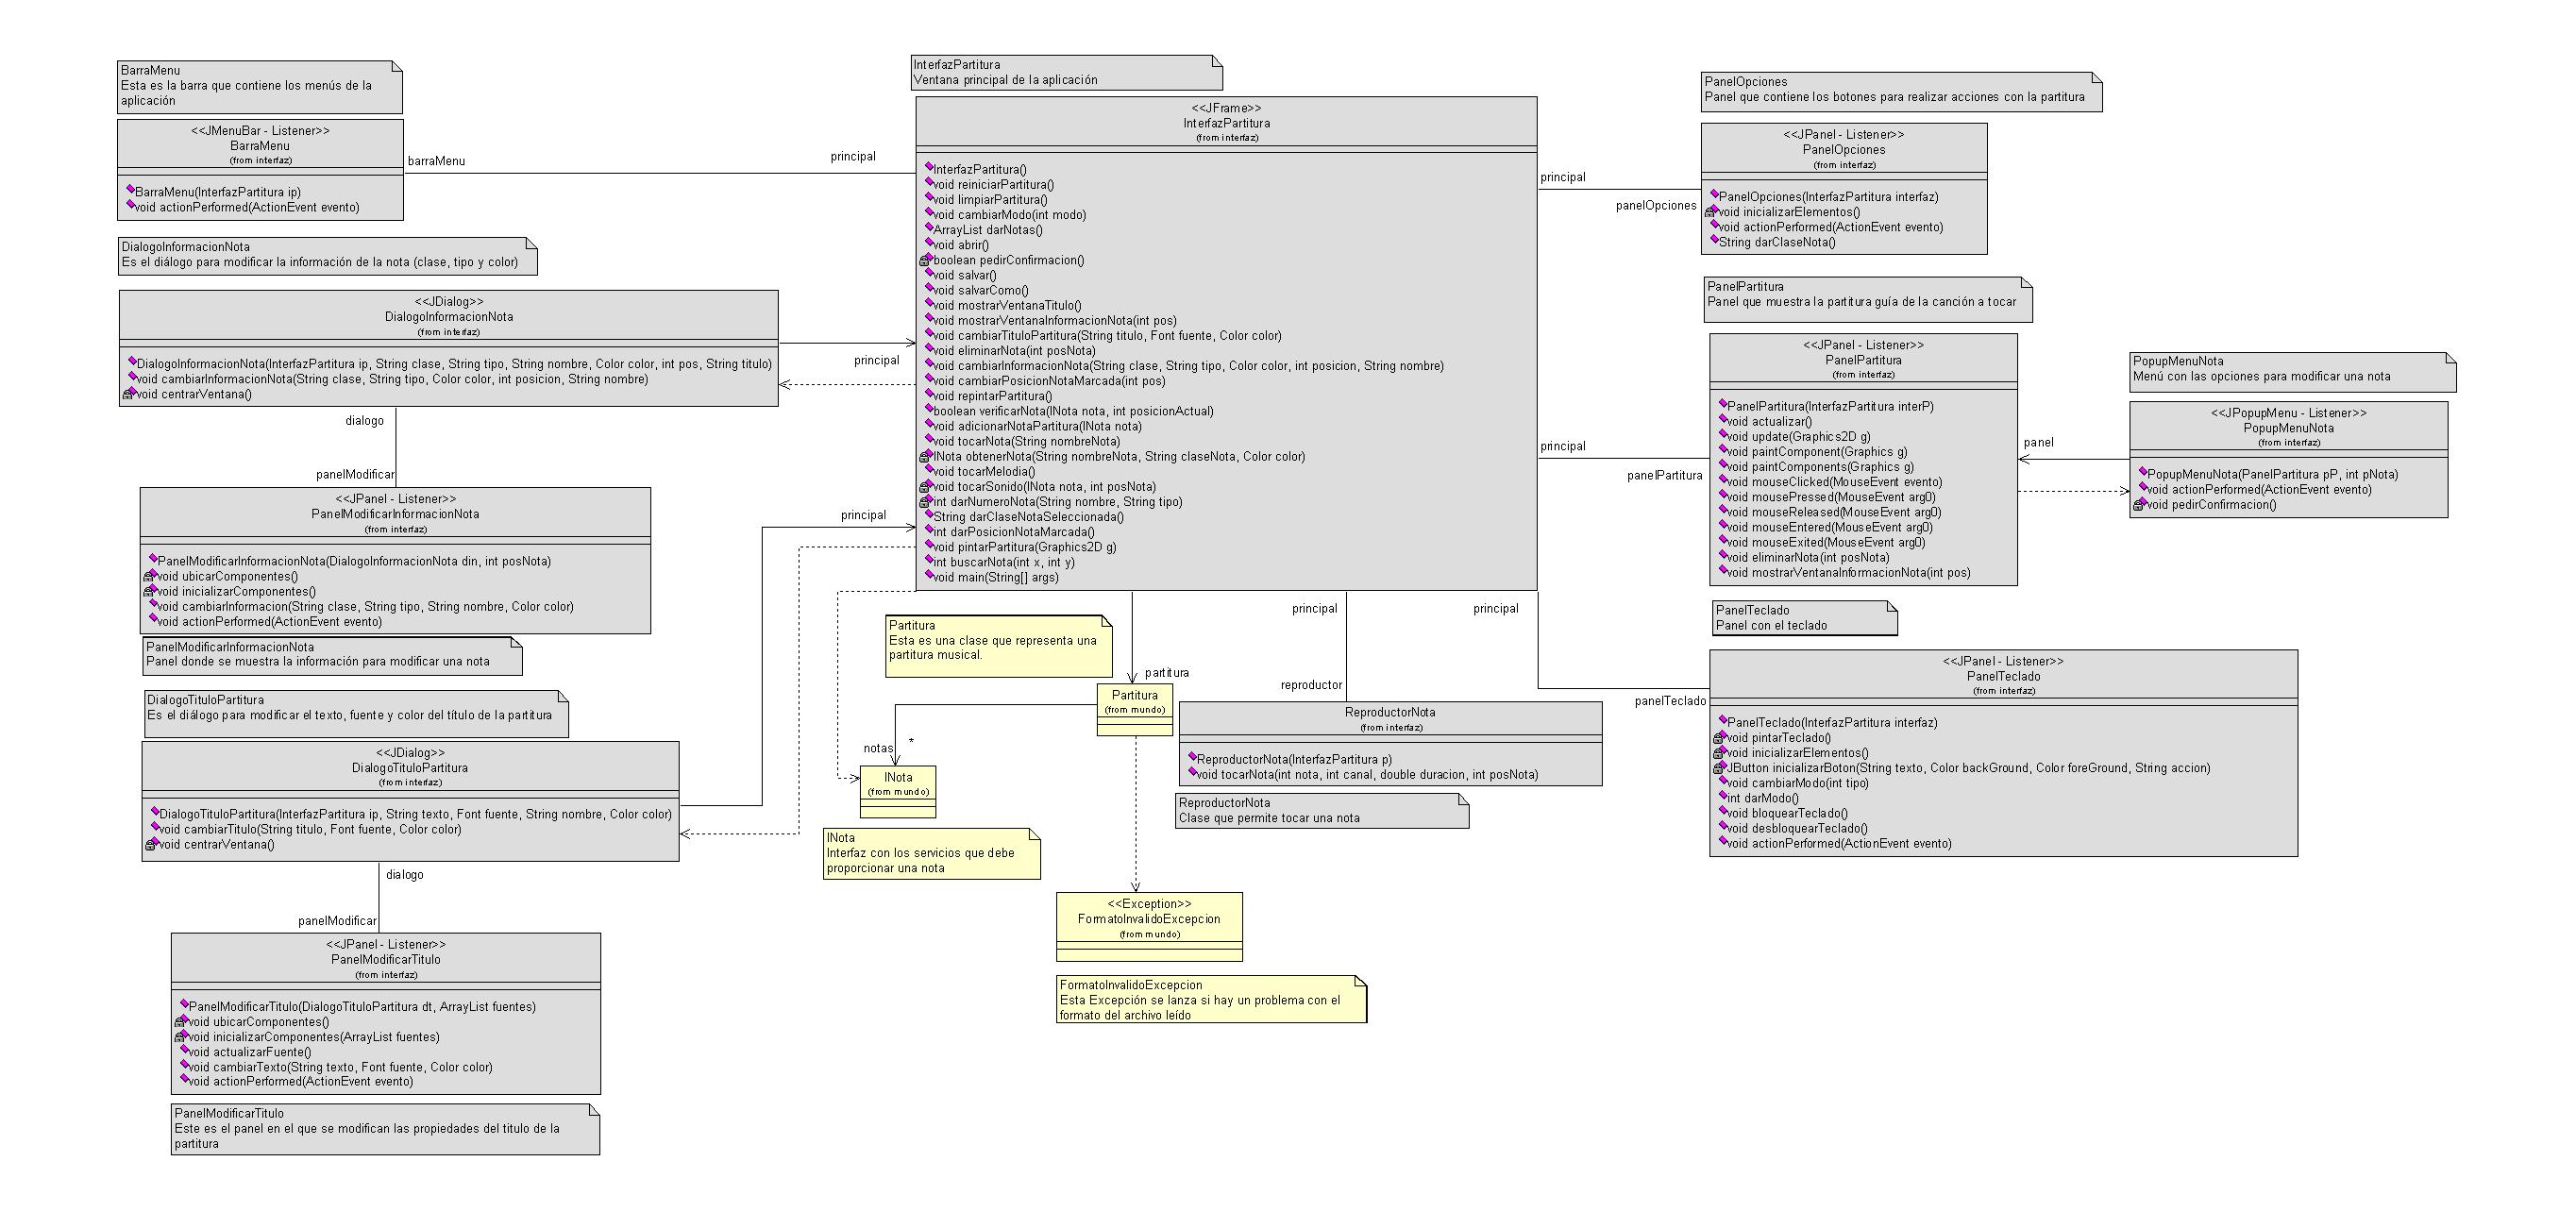 BarraMenu
Esta es la barra que contiene los menús de la
aplicación
<<JMenuBar - Listener>>
BarraMenu
(from interfaz)
BarraMenu(InterfazPartitura ip)
void actionPerformed(ActionEvent evento)
barraMenu
principal
DialogoInformacionNota
Es el diálogo para modificar la información de la nota (clase, tipo y color)
<<JDialog>>
DialogoInformacionNota
(from interfaz)
DialogoInformacionNota(InterfazPartitura ip, String clase, String tipo, String nombre, Color color, int pos, String titulo)
void cambiarInformacionNota(String clase, String tipo, Color color, int posicion, String nombre)
void centrarVentana()
principal
dialogo
panelModificar
<<JPanel - Listener>>
PanelModificarInformacionNota
(from interfaz)
PanelModificarInformacionNota(DialogoInformacionNota din, int posNota)
void ubicarComponentes()
void inicializarComponentes()
void cambiarInformacion(String clase, String tipo, String nombre, Color color)
void actionPerformed(ActionEvent evento)
PanelModificarInformacionNota
Panel donde se muestra la información para modificar una nota
DialogoTituloPartitura
Es el diálogo para modificar el texto, fuente y color del título de la partitura
<<JDialog>>
DialogoTituloPartitura
(from interfaz)
DialogoTituloPartitura(InterfazPartitura ip, String texto, Font fuente, String nombre, Color color)
void cambiarTitulo(String titulo, Font fuente, Color color)
void centrarVentana()
principal
dialogo
panelModificar
<<JPanel - Listener>>
PanelModificarTitulo
(from interfaz)
PanelModificarTitulo(DialogoTituloPartitura dt, ArrayList fuentes)
void ubicarComponentes()
void inicializarComponentes(ArrayList fuentes)
void actualizarFuente()
void cambiarTexto(String texto, Font fuente, Color color)
void actionPerformed(ActionEvent evento)
PanelModificarTitulo
Este es el panel en el que se modifican las propiedades del titulo de la
partitura
InterfazPartitura
Ventana principal de la aplicación
<<JFrame>>
InterfazPartitura
(from interfaz)
InterfazPartitura()
void reiniciarPartitura()
void limpiarPartitura()
void cambiarModo(int modo)
ArrayList darNotas()
void abrir()
boolean pedirConfirmacion()
void salvar()
void salvarComo()
void mostrarVentanaTitulo()
void mostrarVentanaInformacionNota(int pos)
void cambiarTituloPartitura(String titulo, Font fuente, Color color)
void eliminarNota(int posNota)
void cambiarInformacionNota(String clase, String tipo, Color color, int posicion, String nombre)
void cambiarPosicionNotaMarcada(int pos)
void repintarPartitura()
boolean verificarNota(INota nota, int posicionActual)
void adicionarNotaPartitura(INota nota)
void tocarNota(String nombreNota)
INota obtenerNota(String nombreNota, String claseNota, Color color)
void tocarMelodia()
void tocarSonido(INota nota, int posNota)
int darNumeroNota(String nombre, String tipo)
String darClaseNotaSeleccionada()
int darPosicionNotaMarcada()
void pintarPartitura(Graphics2D g)
int buscarNota(int x, int y)
void main(String[] args)
Partitura
Esta es una clase que representa una
partitura musical.
partitura
Partitura
(from mundo)
notas
*
INota
(from mundo)
INota
Interfaz con los servicios que debe
proporcionar una nota
<<Exception>>
FormatoInvalidoExcepcion
(from mundo)
FormatoInvalidoExcepcion
Esta Excepción se lanza si hay un problema con el
formato del archivo leído
principal
reproductor
ReproductorNota
(from interfaz)
ReproductorNota(InterfazPartitura p)
void tocarNota(int nota, int canal, double duracion, int posNota)
ReproductorNota
Clase que permite tocar una nota
PanelOpciones
Panel que contiene los botones para realizar acciones con la partitura
<<JPanel - Listener>>
PanelOpciones
(from interfaz)
PanelOpciones(InterfazPartitura interfaz)
void inicializarElementos()
void actionPerformed(ActionEvent evento)
String darClaseNota()
principal
panelOpciones
PanelPartitura
Panel que muestra la partitura guía de la canción a tocar
<<JPanel - Listener>>
PanelPartitura
(from interfaz)
PanelPartitura(InterfazPartitura interP)
void actualizar()
void update(Graphics2D g)
void paintComponent(Graphics g)
void paintComponents(Graphics g)
void mouseClicked(MouseEvent evento)
void mousePressed(MouseEvent arg0)
void mouseReleased(MouseEvent arg0)
void mouseEntered(MouseEvent arg0)
void mouseExited(MouseEvent arg0)
void eliminarNota(int posNota)
void mostrarVentanaInformacionNota(int pos)
principal
panelPartitura
panel
PopupMenuNota
Menú con las opciones para modificar una nota
<<JPopupMenu - Listener>>
PopupMenuNota
(from interfaz)
PopupMenuNota(PanelPartitura pP, int pNota)
void actionPerformed(ActionEvent evento)
void pedirConfirmacion()
PanelTeclado
Panel con el teclado
principal
panelTeclado
<<JPanel - Listener>>
PanelTeclado
(from interfaz)
PanelTeclado(InterfazPartitura interfaz)
void pintarTeclado()
void inicializarElementos()
JButton inicializarBoton(String texto, Color backGround, Color foreGround, String accion)
void cambiarModo(int tipo)
int darModo()
void bloquearTeclado()
void desbloquearTeclado()
void actionPerformed(ActionEvent evento)